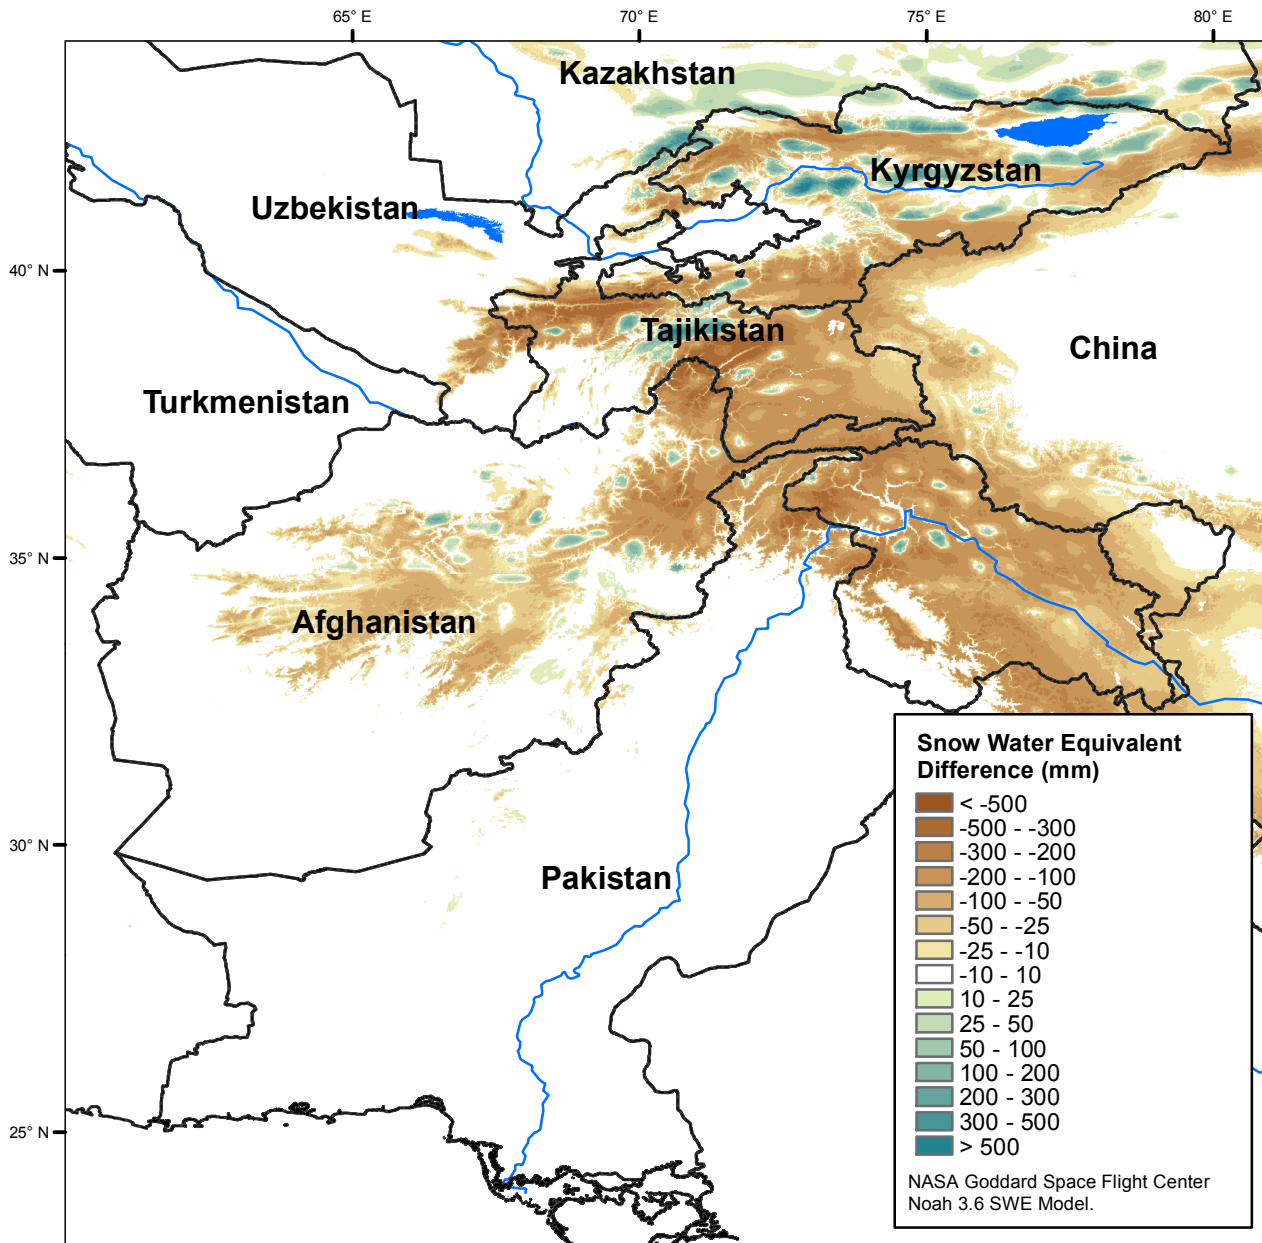 65° E
70° E
75° E
80° E
Kazakhstan
Kyrgyzstan
Uzbekistan
40° N
Tajikistan
China
Turkmenistan
35° N
Afghanistan
30° N
Pakistan
25° N
Snow Water Equivalent
Difference (mm)
< -500
-500 - -300
-300 - -200
-200 - -100
-100 - -50
-50 - -25
-25 - -10
-10 - 10
10 - 25
25 - 50
50 - 100
100 - 200
200 - 300
300 - 500
> 500
NASA Goddard Space Flight Center
Noah 3.6 SWE Model.